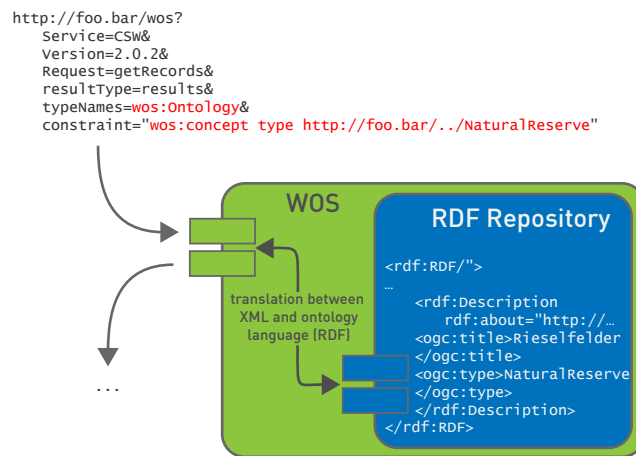 http://foo.bar/wos?
Service=CSW&
Version=2.0.2&
Request=getRecords&
resultType=results&
typeNames=wos:Ontology&
constraint="wos:concept type http://foo.bar/../NaturalReserve"
WOS
RDF Repository
<rdf:RDF/">
…
<rdf:Description
rdf:about="http://…
<ogc:title>Rieselfelder
</ogc:title>
<ogc:type>NaturalReserve
</ogc:type>
</rdf:Description>
</rdf:RDF>
translation between
XML and ontology
language (RDF)
...